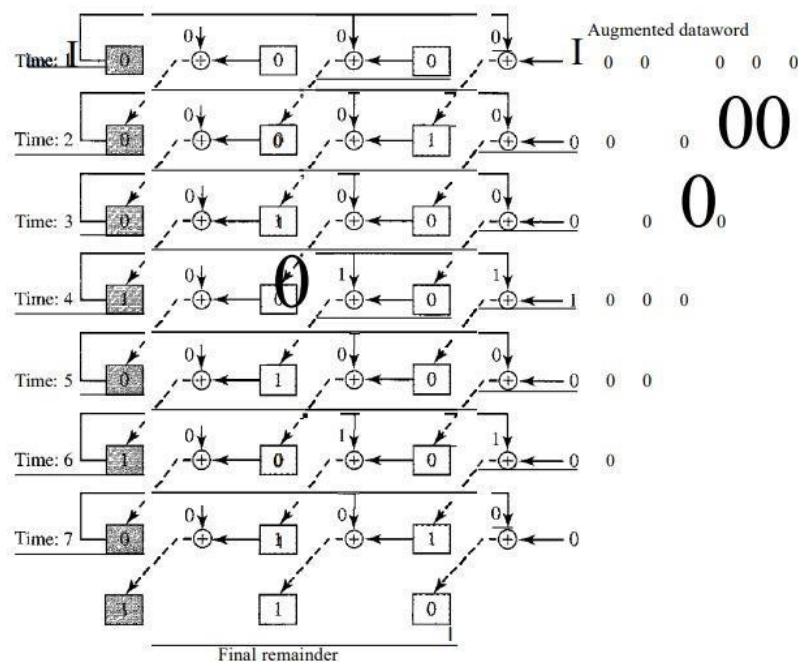 Augmented dataword
0 0 0
Time: 1 0 0 0 I 0 0 0 0 0
0 0 0
Time: 2 0 0 1 0 0 0 00
0 0 0
Time: 3 0 1 0 0 0 0 0
0 1 1
Time: 4 1 0 0 1 0 0 0
0 0 0
Time: 5 0 1 0 0 0 0
0 1 1
Time: 6 1 0 0 0 0
0 0 0
Time: 7 0 1 1 0
1 1 0
Final remainder